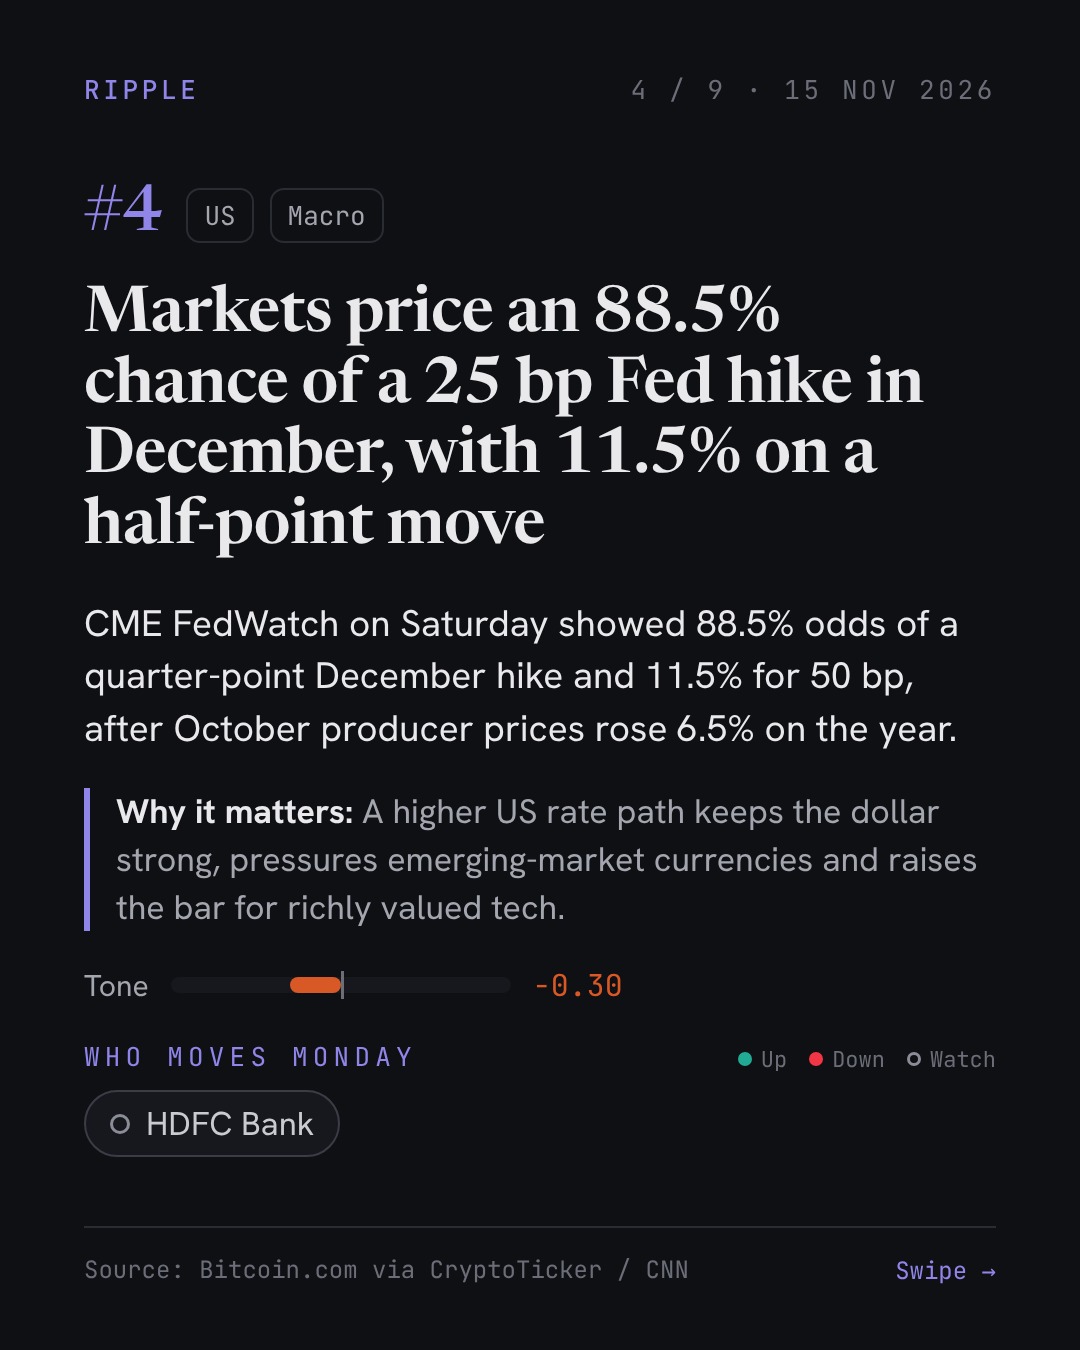 RIPPLE
4 / 9 · 15 NOV 2026
#4 US Macro
Markets price an 88.5%
chance of a 25 bp Fed hike in
December, with 11.5% on a
half-point move
CME FedWatch on Saturday showed 88.5% odds of a
quarter-point December hike and 11.5% for 50 bp,
after October producer prices rose 6.5% on the year.
Why it matters: A higher US rate path keeps the dollar
strong, pressures emerging-market currencies and raises
the bar for richly valued tech.
Tone -0.30
WHO MOVES MONDAY
Up Down Watch
HDFC Bank
Source: Bitcoin.com via CryptoTicker / CNN
Swipe →